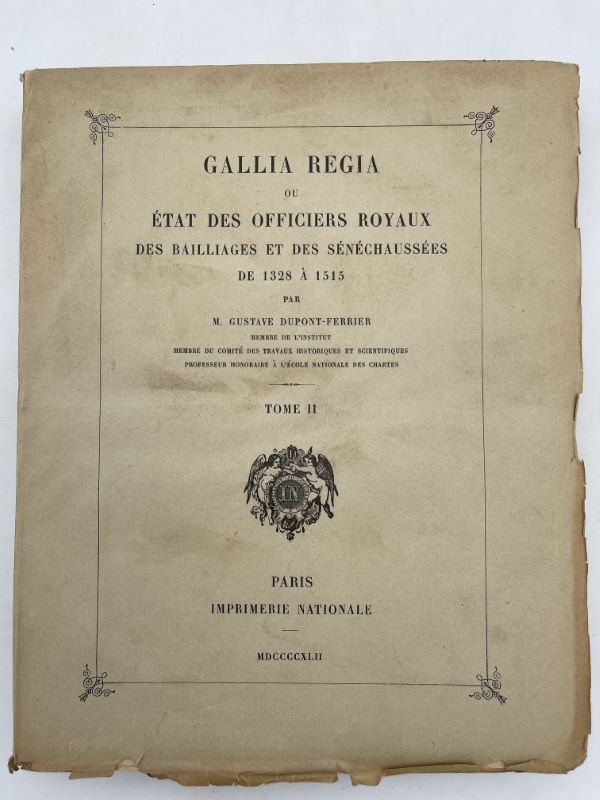 GALLIA REGIA
OU
ÉTAT DES OFFICIERS ROYAUX
DES BAILLIAGES ET DES SÉNÉCHAUSSÉES
DE 1328 À 1515
PAR
M. GUSTAVE DUPONT-FERRIER
MEMBRE DE L'INSTITUT
MEMBRE DU COMITÉ DES TRAVAUX HISTORIQUES ET SCIENTIFIQUES
PROFESSEUR HONORAIRE À L'ÉCOLE NATIONALE DES CHARTES
TOME II
IN
PARIS
IMPRIMERIE NATIONALE
MDCCCCXLII